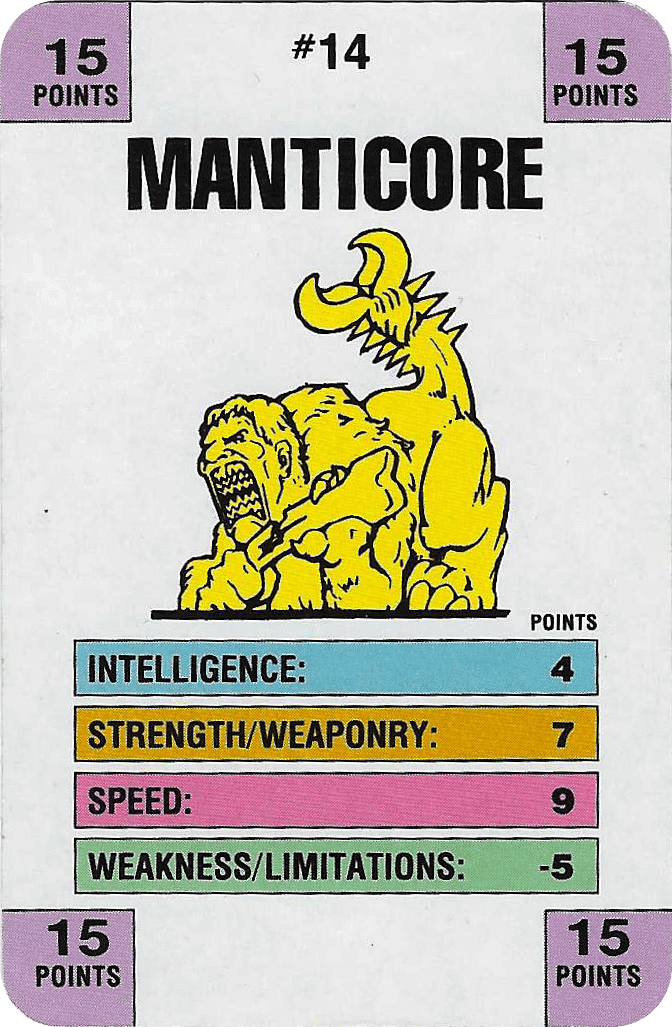 15
POINTS
#14
15
POINTS
MANTICORE
POINTS
INTELLIGENCE: 4
STRENGTH/WEAPONRY: 7
SPEED: 9
WEAKNESS/LIMITATIONS: -5
15
POINTS
15
POINTS